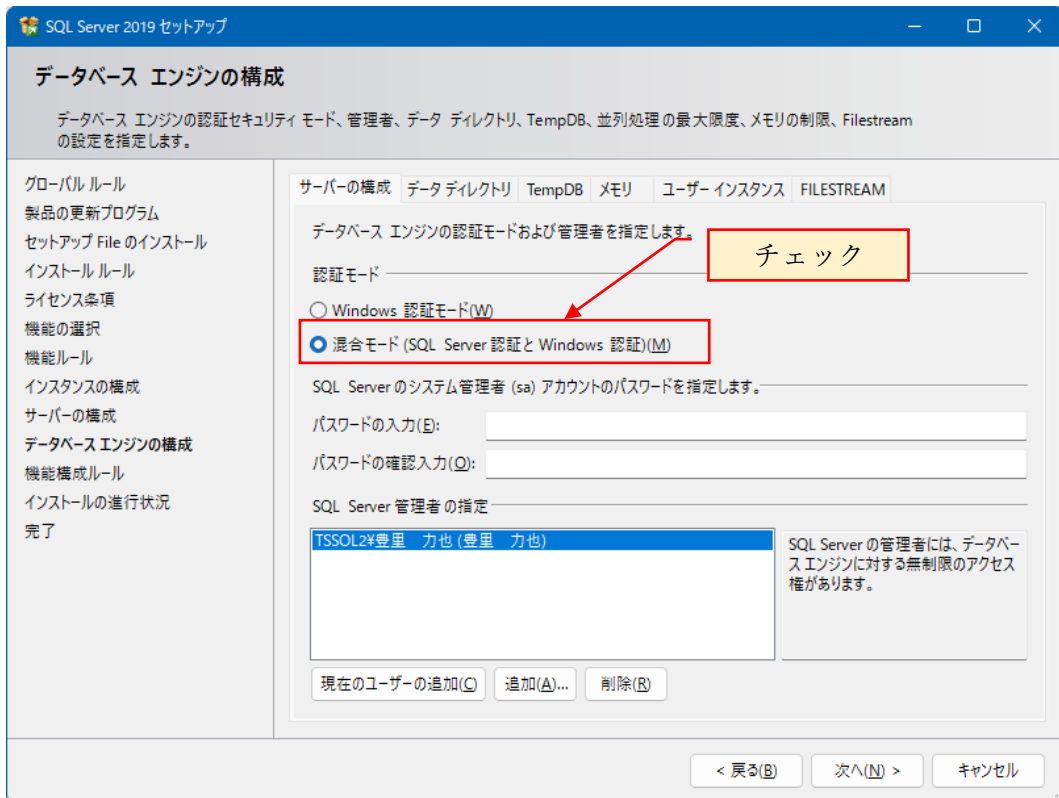 SQL Server 2019 セットアップ
データベース エンジンの構成
データベース エンジンの認証セキュリティ モード、管理者、データ ディレクトリ、TempDB、並列処理の最大限度、メモリの制限、Filestream
の設定を指定します。
グローバル ルール
製品の更新プログラム
セットアップ File のインストール
インストール ルール
ライセンス条項
機能の選択
機能ルール
インスタンスの構成
サーバーの構成
データベース エンジンの構成
機能構成ルール
インストールの進行状況
完了
サーバーの構成 データ ディレクトリ TempDB メモリ ユーザー インスタンス FILESTREAM
データベース エンジンの認証モードおよび管理者を指定します。
チェック
認証モード
Windows 認証モード(W)
混合モード (SQL Server 認証と Windows 認証)(M)
SQL Server のシステム管理者 (sa) アカウントのパスワードを指定します。
パスワードの入力(E):
パスワードの確認入力(O):
SQL Server 管理者の指定
TSSOL2¥豊里　力也 (豊里　力也)
SQL Server の管理者には、データベー
ス エンジンに対する無制限のアクセス
権があります。
現在のユーザーの追加(C) 追加(A)... 削除(R)
< 戻る(B) 次へ(N) > キャンセル